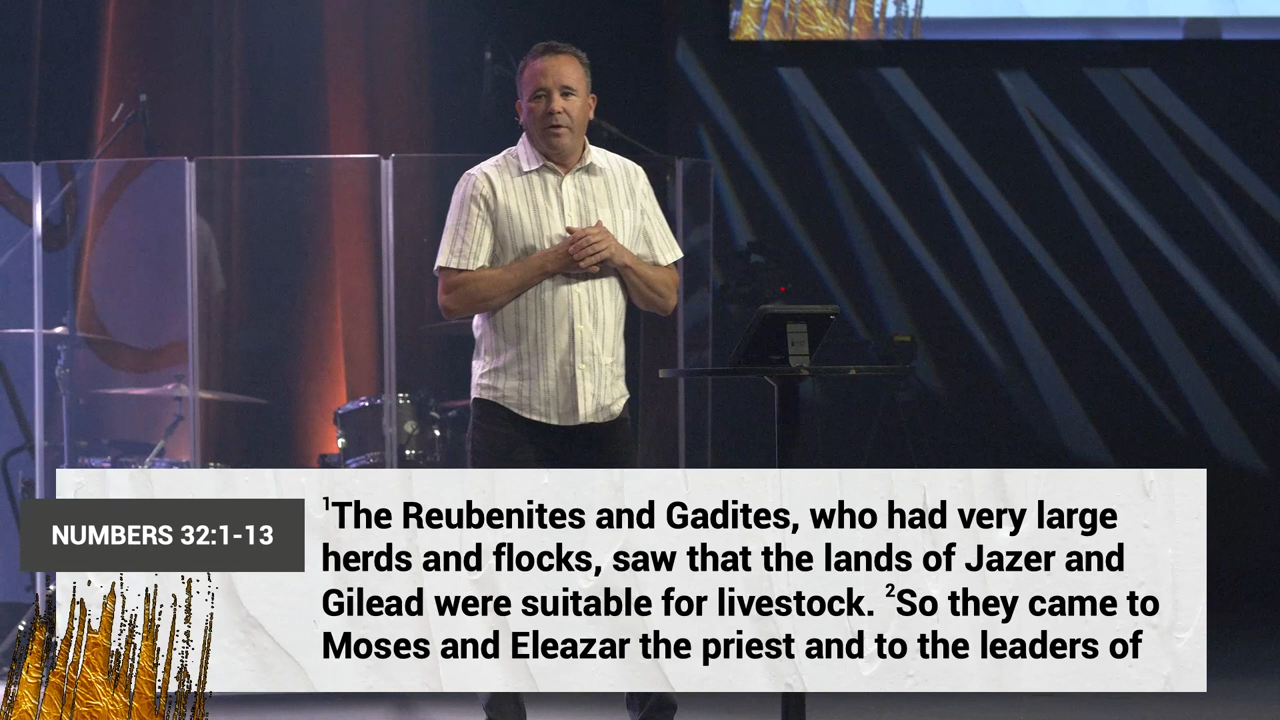 NUMBERS 32:1-13
¹The Reubenites and Gadites, who had very large
herds and flocks, saw that the lands of Jazer and
Gilead were suitable for livestock. ²So they came to
Moses and Eleazar the priest and to the leaders of